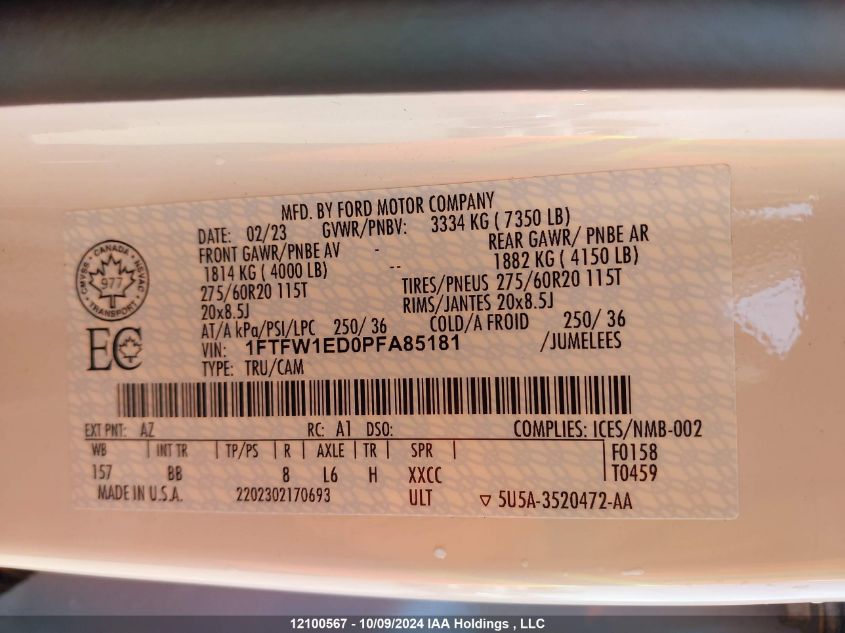 MFD. BY FORD MOTOR COMPANY
DATE: 02/23 GVWR/PNBV: 3334 KG ( 7350 LB)
FRONT GAWR/PNBE AV - REAR GAWR/ PNBE AR
1814 KG ( 4000 LB) -- 1882 KG ( 4150 LB)
275/60R20 115T TIRES/PNEUS 275/60R20 115T
20x8.5J RIMS/JANTES 20x8.5J
AT/A kPa/PSI/LPC 250/ 36 COLD/A FROID 250/ 36
VIN: 1FTFW1ED0PFA85181 /JUMELEES
TYPE: TRU/CAM
CANADA
CMVSS NSVAC
977
TRANSPORT
EC
EXT PNT: AZ RC: A1 DSO: COMPLIES: ICES/NMB-002
WB INT TR TP/PS R AXLE TR SPR F0158
157 BB 8 L6 H XXCC T0459
MADE IN U.S.A. 2202302170693 ULT ▽ 5U5A-3520472-AA
12100567 - 10/09/2024 IAA Holdings , LLC